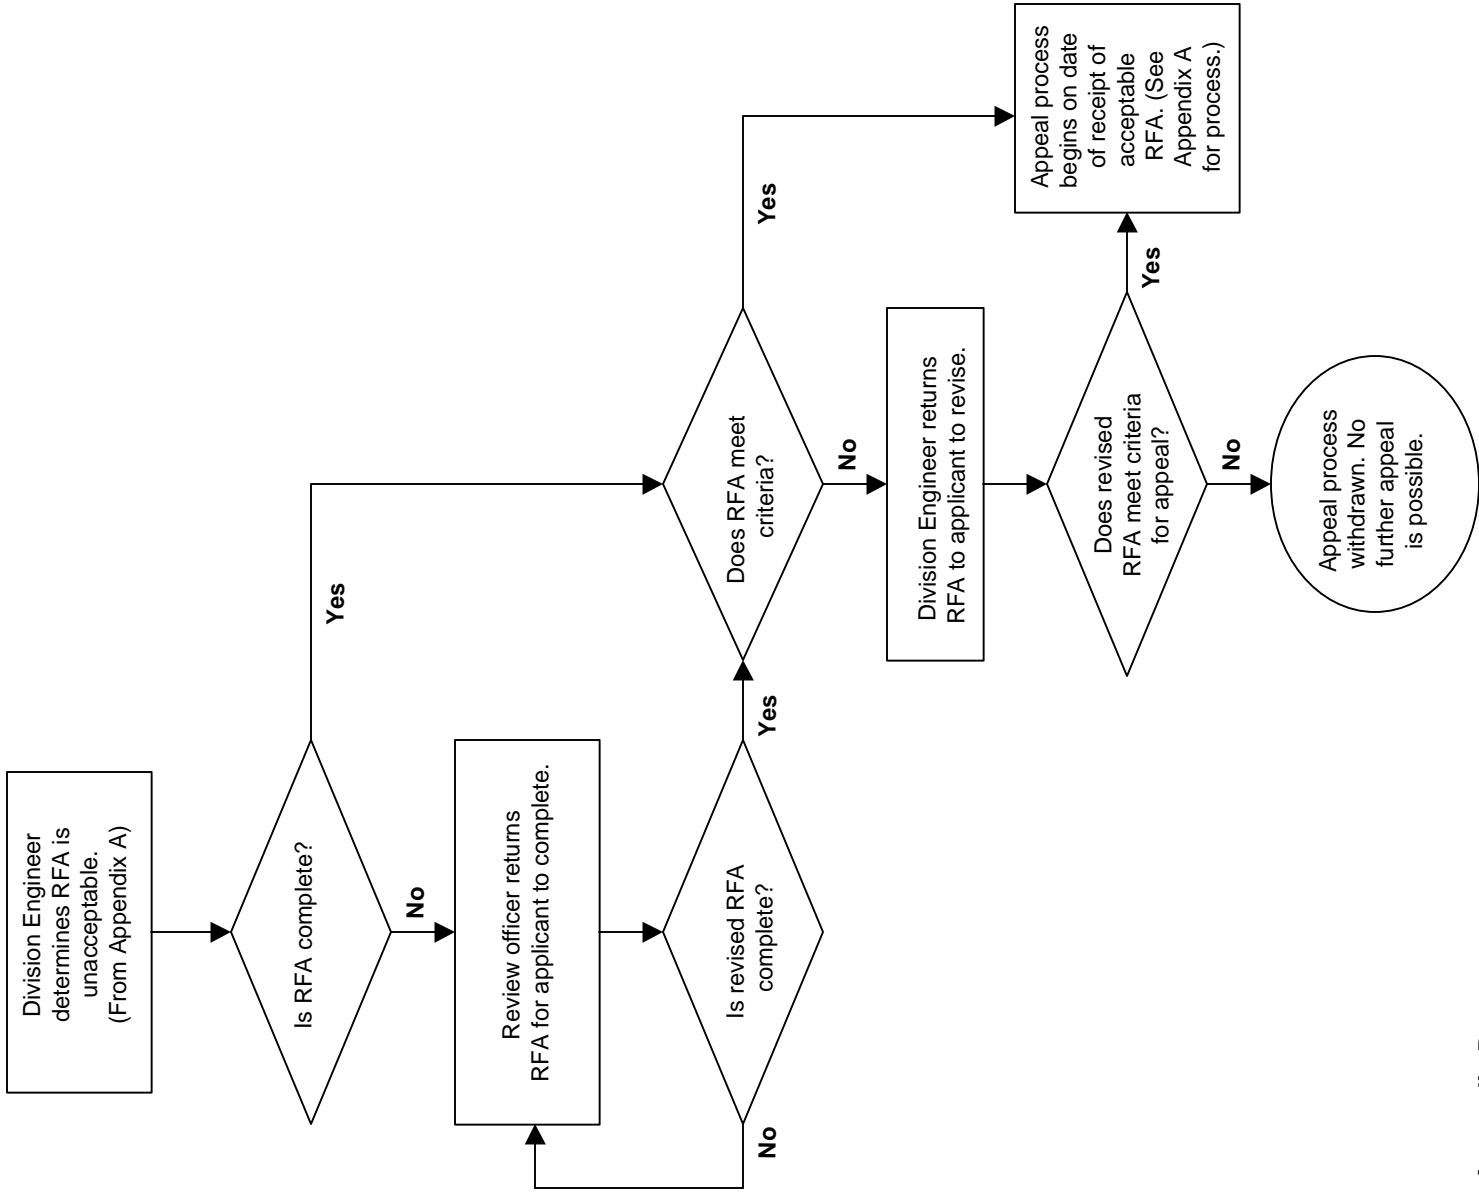 Division Engineer
determines RFA is
unacceptable.
(From Appendix A)
Is RFA complete?
Yes
No
Review officer returns
RFA for applicant to complete.
Is revised RFA
complete?
No
Yes
Does RFA meet
criteria?
Yes
No
Division Engineer returns
RFA to applicant to revise.
Does revised
RFA meet criteria
for appeal?
Yes
No
Appeal process
begins on date
of receipt of
acceptable
RFA. (See
Appendix A
for process.)
Appeal process
withdrawn. No
further appeal
is possible.